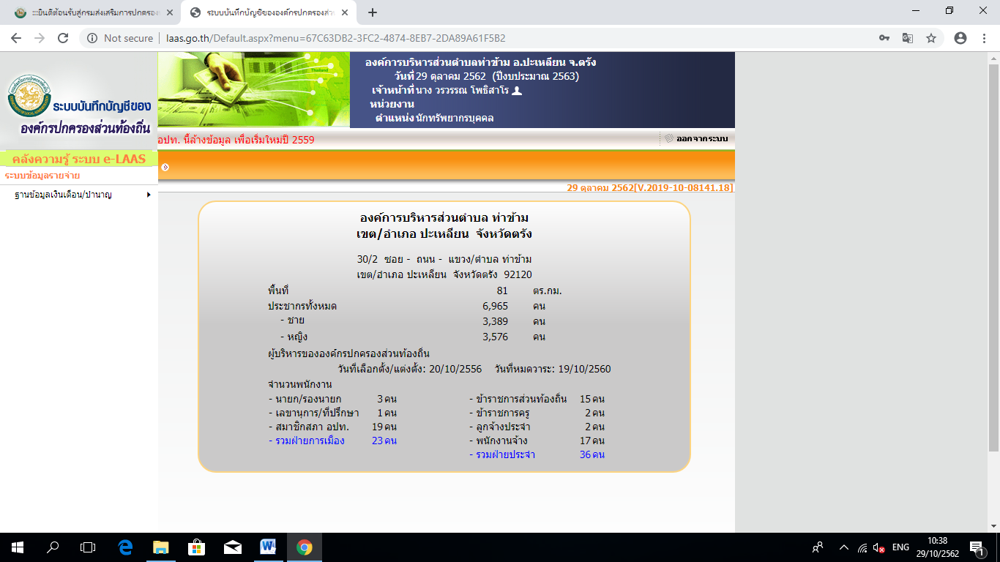 :::ยินดีต้อนรับสู่กรมส่งเสริมการปกครอง
ระบบบันทึกบัญชีขององค์กรปกครองส่วน
Not secure
laas.go.th/Default.aspx?menu=67C63DB2-3FC2-4874-8EB7-2DA89A61F5B2
ระบบบันทึกบัญชีของ
องค์กรปกครองส่วนท้องถิ่น
องค์การบริหารส่วนตำบลท่าข้าม อ.ปะเหลียน จ.ตรัง
วันที่ 29 ตุลาคม 2562 (ปีงบประมาณ 2563)
เจ้าหน้าที่ นาง วรวรรณ โพธิสาโร
หน่วยงาน
ตำแหน่ง นักทรัพยากรบุคคล
อปท. นี้ล้างข้อมูล เพื่อเริ่มใหม่ปี 2559
ออกจากระบบ
คลังความรู้ ระบบ e-LAAS
ระบบข้อมูลรายจ่าย
ฐานข้อมูลเงินเดือน/บำนาญ
29 ตุลาคม 2562[V.2019-10-08141.18]
องค์การบริหารส่วนตำบล ท่าข้าม
เขต/อำเภอ ปะเหลียน จังหวัดตรัง
30/2 ซอย - ถนน - แขวง/ตำบล ท่าข้าม
เขต/อำเภอ ปะเหลียน จังหวัดตรัง 92120
พื้นที่ 81 ตร.กม.
ประชากรทั้งหมด 6,965 คน
- ชาย 3,389 คน
- หญิง 3,576 คน
ผู้บริหารขององค์กรปกครองส่วนท้องถิ่น
วันที่เลือกตั้ง/แต่งตั้ง: 20/10/2556 วันที่หมดวาระ: 19/10/2560
จำนวนพนักงาน
- นายก/รองนายก 3 คน - ข้าราชการส่วนท้องถิ่น 15 คน
- เลขานุการ/ที่ปรึกษา 1 คน - ข้าราชการครู 2 คน
- สมาชิกสภา อปท. 19 คน - ลูกจ้างประจำ 2 คน
- รวมฝ่ายการเมือง 23 คน - พนักงานจ้าง 17 คน
- รวมฝ่ายประจำ 36 คน
ENG
10:38
29/10/2562
1